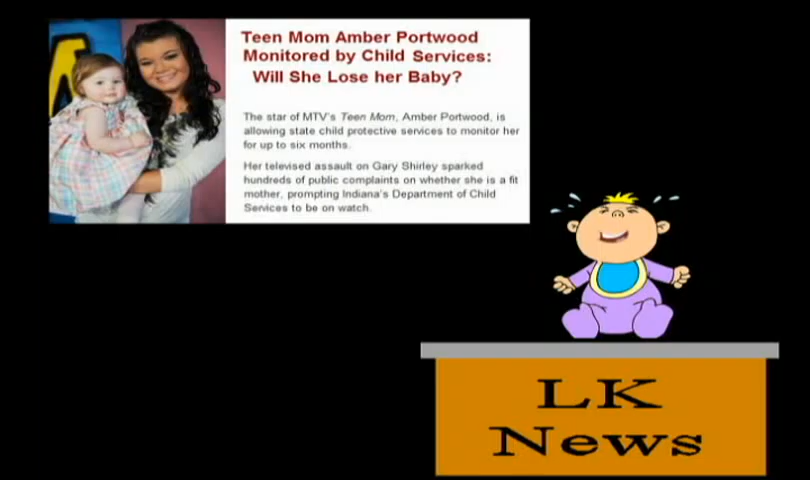 Teen Mom Amber Portwood
Monitored by Child Services:
Will She Lose her Baby?
The star of MTV's Teen Mom, Amber Portwood, is
allowing state child protective services to monitor her
for up to six months.
Her televised assault on Gary Shirley sparked
hundreds of public complaints on whether she is a fit
mother, prompting Indiana's Department of Child
Services to be on watch.
LK
News